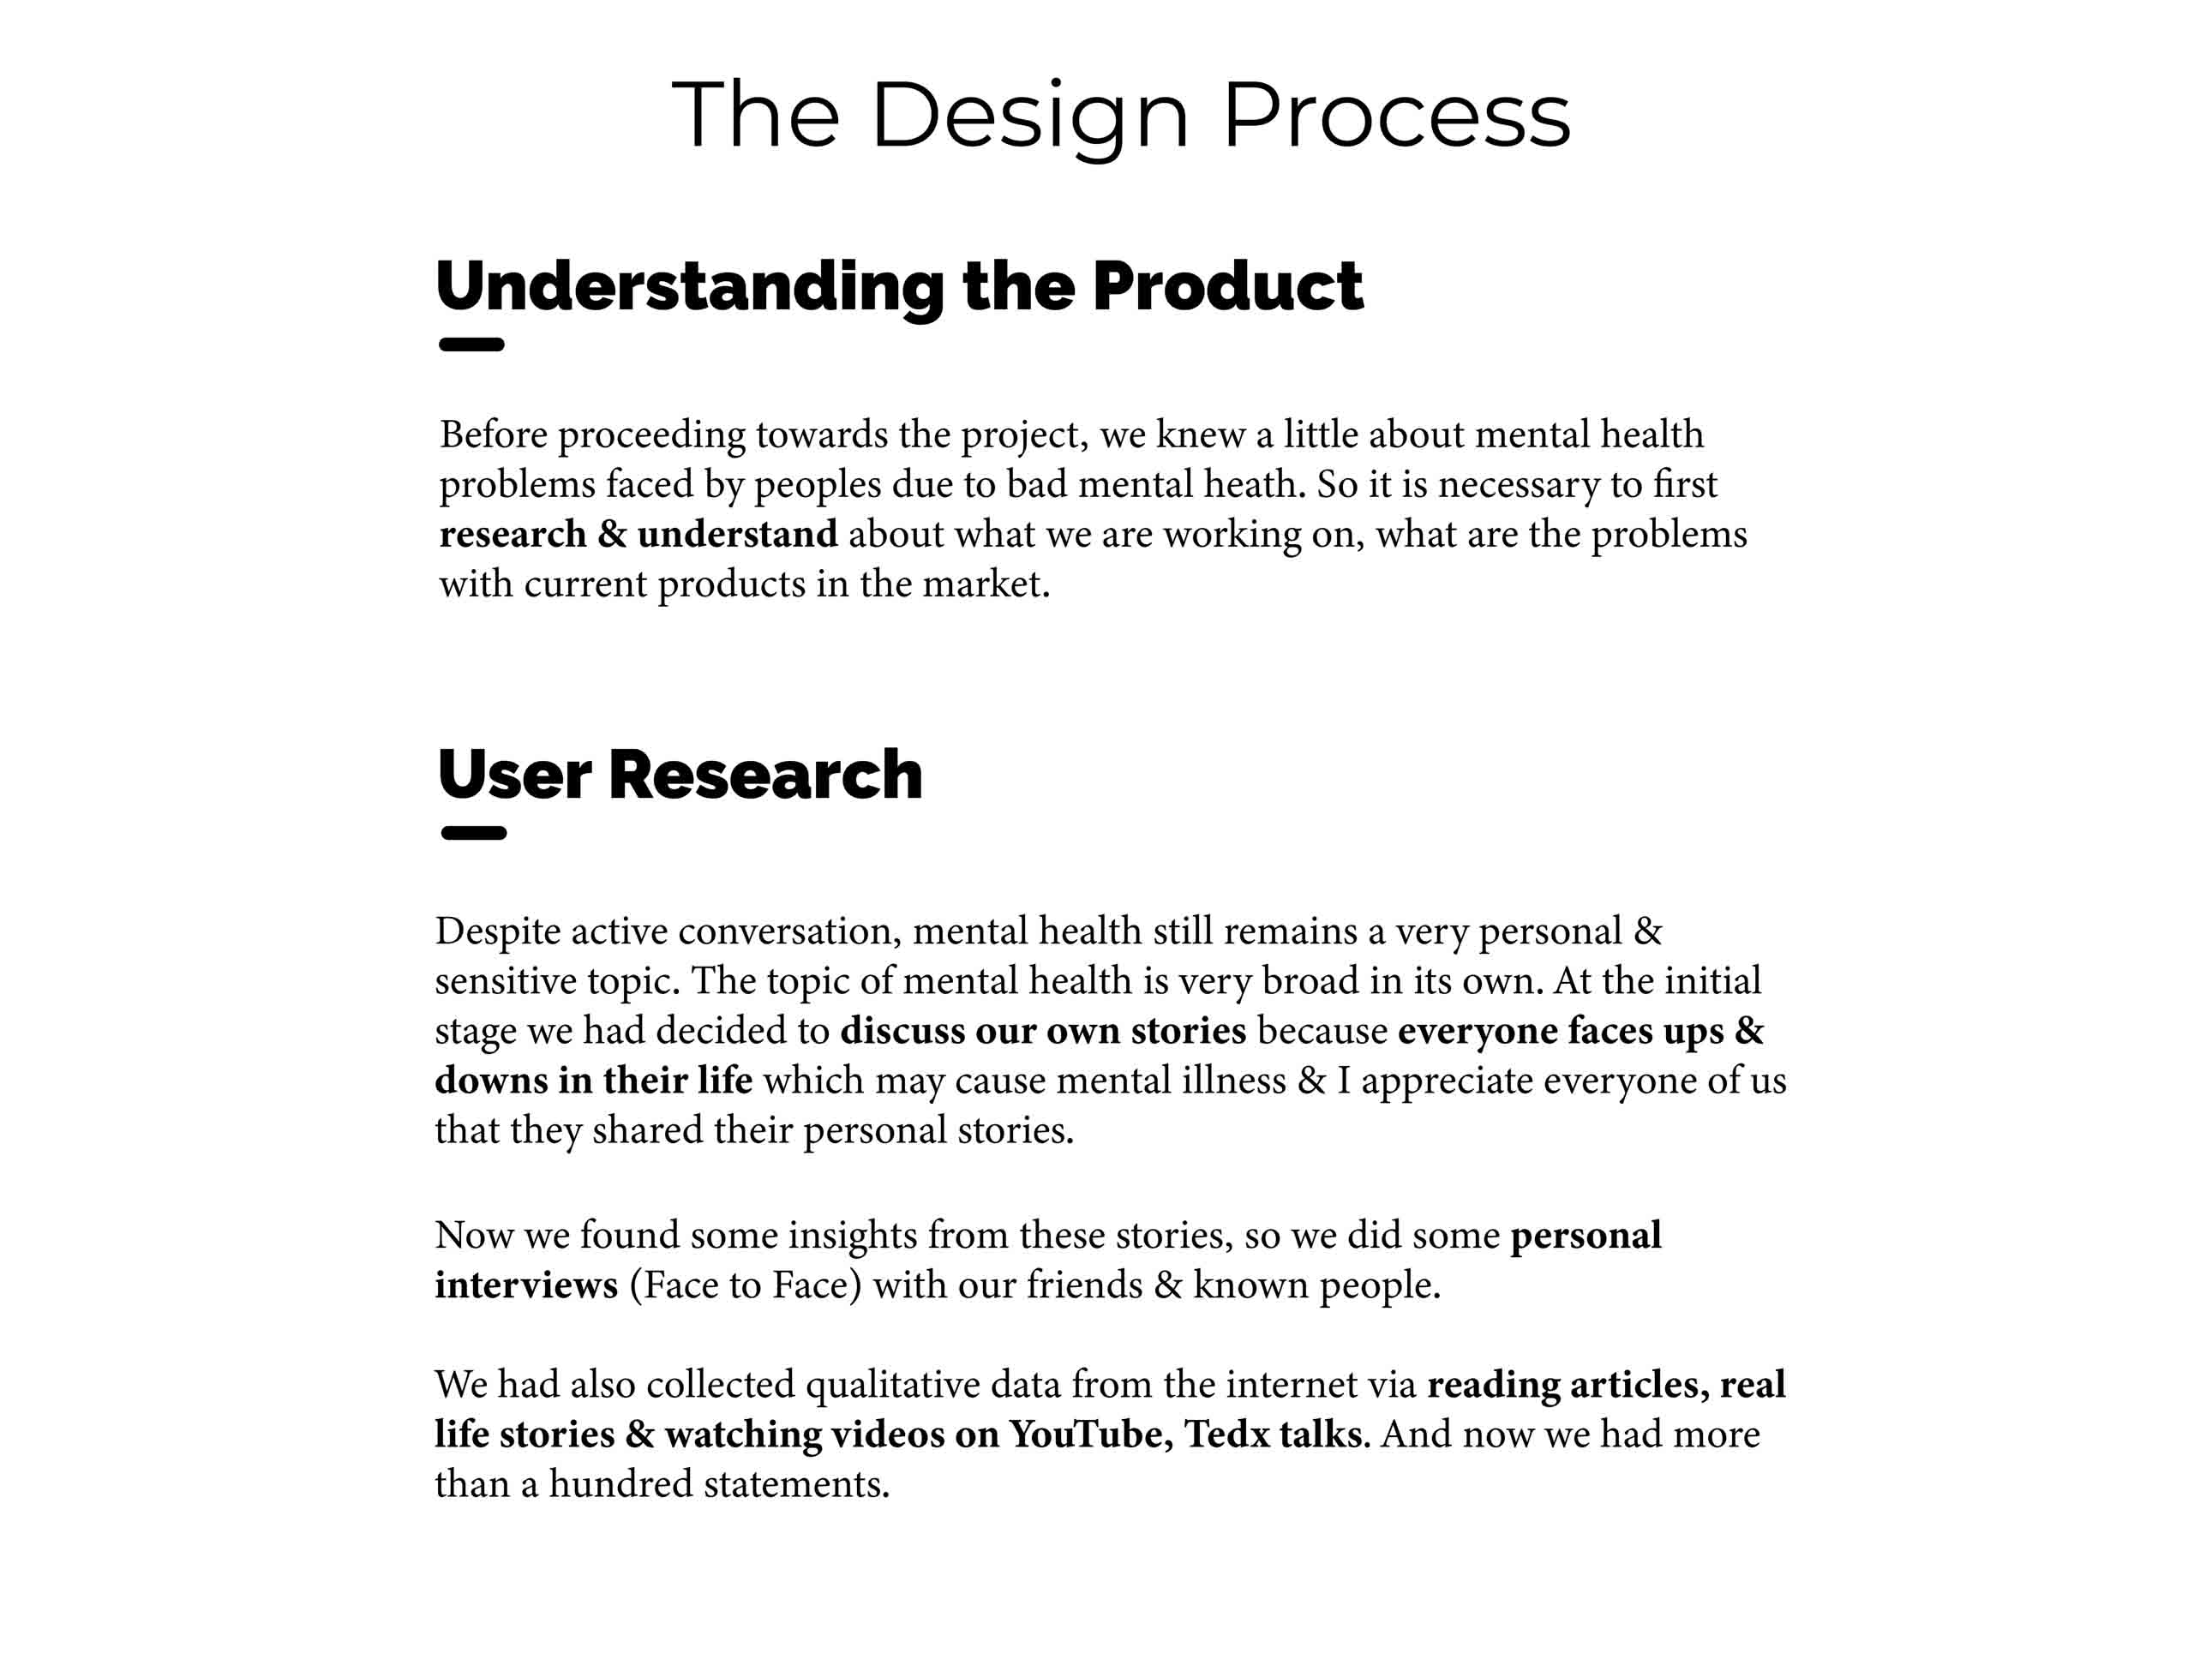 The Design Process
Understanding the Product
Before proceeding towards the project, we knew a little about mental health
problems faced by peoples due to bad mental heath. So it is necessary to first
research & understand about what we are working on, what are the problems
with current products in the market.
User Research
Despite active conversation, mental health still remains a very personal &
sensitive topic. The topic of mental health is very broad in its own. At the initial
stage we had decided to discuss our own stories because everyone faces ups &
downs in their life which may cause mental illness & I appreciate everyone of us
that they shared their personal stories.
Now we found some insights from these stories, so we did some personal
interviews (Face to Face) with our friends & known people.
We had also collected qualitative data from the internet via reading articles, real
life stories & watching videos on YouTube, Tedx talks. And now we had more
than a hundred statements.